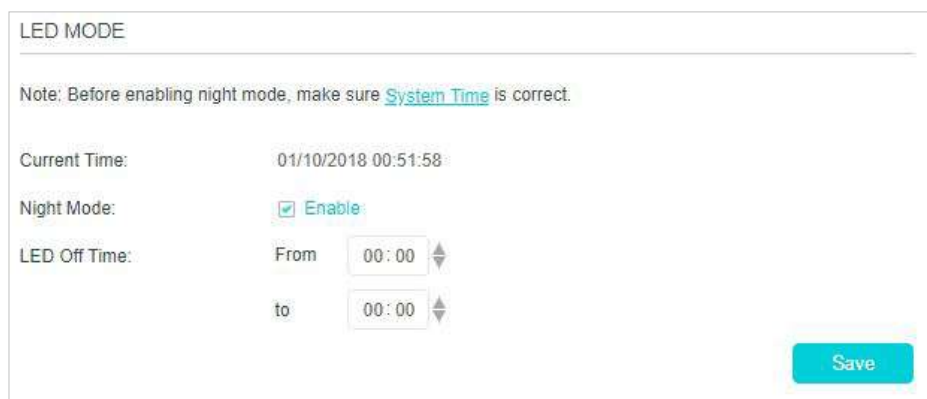 LED MODE
Note: Before enabling night mode, make sure System Time is correct.
Current Time: 01/10/2018 00:51:58
Night Mode: Enable
LED Off Time: From 00:00
to 00:00
Save